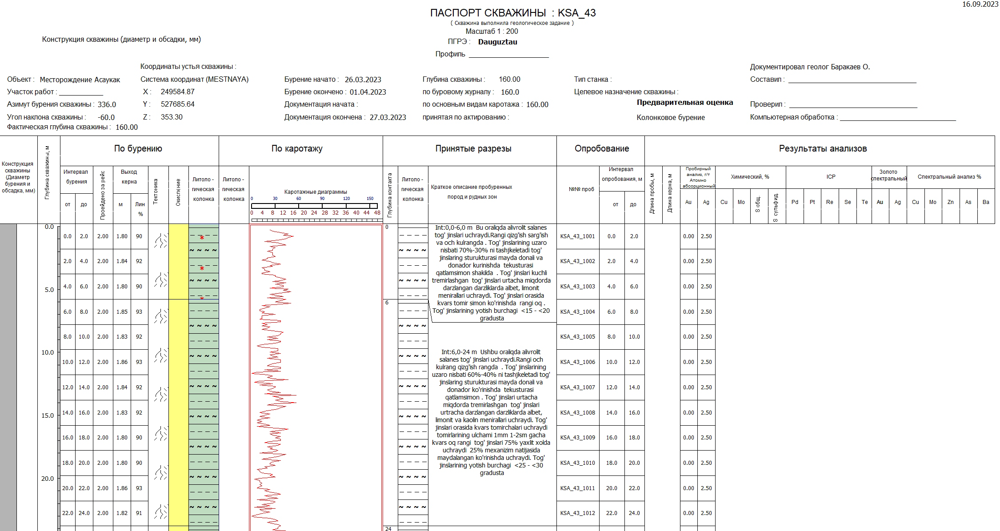 16.09.2023
ПАСПОРТ СКВАЖИНЫ : KSA_43
( Скважина выполнила геологическое задание )
Масштаб 1 : 200
Конструкция скважины (диаметр и обсадки, мм)
ПГРЭ : Dauguztau
Профиль
Координаты устья скважины :
Документировал геолог Баракаев О.
Объект : Месторождение Асаукак Система координат (MESTNAYA) Бурение начато : 26.03.2023 Глубина скважины : 160.00 Тип станка : Составил :
Участок работ : X : 249584.87 Бурение окончено : 01.04.2023 по буровому журналу : 160.0 Целевое назначение скважины :
Предварительная оценка
Азимут бурения скважины : 336.0 Y : 527685.64 Документация начата : по основным видам каротажа : 160.00 Проверил :
Угол наклона скважины : -60.0 Z : 353.30 Документация окончена : 27.03.2023 принятая по актированию : Колонковое бурение Компьютерная обработка :
Фактическая глубина скважины : 160.00
По бурению По каротажу Принятые разрезы Опробование Результаты анализов
Конструкция
скважины
(Диаметр
бурения и
обсадка, мм)
Глубина скважины, м
Интервал
бурения
от до
Пройдено за рейс
Выход
керна
м Лин
%
Тектоника
Окисление
Литоло -
гическая
колонка
Литоло -
гическая
колонка
Каротажные диаграммы
0 30 60 90 120 150
0 4 8 12 16 20 24 28 32 36 40 44 48
Глубина контакта
Литоло -
гическая
колонка
Краткое описание пробуренных
пород и рудных зон
№№ проб
Интервал
опробования, м
от до
Длина пробы, м
Длина керна, м
Пробирный
анализ, г/т
Атомно
абсорбционный
Au Ag
Химический, %
Cu Mo S общ. S сульфид.
ICP
Pd Pt Re Se Te
Золото
спектральный
Au Ag
Спектральный анализ %
Cu Mo Zn As Ba
0.0
5.0
10.0
15.0
20.0
0.0 2.0 2.00 1.80 90
2.0 4.0 2.00 1.84 92
4.0 6.0 2.00 1.80 90
6.0 8.0 2.00 1.85 93
8.0 10.0 2.00 1.83 92
10.0 12.0 2.00 1.86 93
12.0 14.0 2.00 1.84 92
14.0 16.0 2.00 1.83 92
16.0 18.0 2.00 1.80 90
18.0 20.0 2.00 1.80 90
20.0 22.0 2.00 1.86 93
22.0 24.0 2.00 1.82 91
0
6
24
Int:0,0-6,0 m Bu oraliqda alivrolit salanes
tog' jinslari uchraydi.Rangi qizg'ish sarg'ish
va och kulrangda . Tog' jinslarining uzaro
nisbati 70%-30% ni tashjkeletadi tog'
jinslaring sturukturasi mayda donali va
donador kurinishda tekusturasi
qatlamsimon shakilda . Tog' jinslari kuchli
tremirlashgan tog' jinslari urtacha miqdorda
darzlangan darzliklarda albet, limonit
menirallari uchraydi. Tog' jinslari orasida
kvars tomir simon ko'rinishda rangi oq .
Tog' jinslarining yotish burchagi <15 - <20
gradusta
Int:6,0-24 m Ushbu oraliqda alivrolit
salanes tog' jinslari uchraydi.Rangi och
kulrang qizg'ish rangda . Tog' jinslarining
uzaro nisbati 60%-40% ni tashjkeletadi tog'
jinslaring sturukturasi mayda donali va
donador ko'rinishda tekusturasi
qatlamsimon . Tog' jinslari urtacha
miqdorda tremirlashgan tog' jinslari
urtracha darzlangan darzliklarda albet,
limonit va kaolin menirallari uchraydi. Tog'
jinslari orasida kvars tomirchalari uchraydi
tomirlarining ulchami 1mm 1-2sm gacha
kvars oq rangi tog' jinslari 75% yaxlit xolda
uchraydi 25% mexanizim natijasida
maydalangan ko'rinishda uchraydi. Tog'
jinslarining yotish burchagi <25 - <30
gradusta
KSA_43_1001 0.0 2.0 0.00 2.50
KSA_43_1002 2.0 4.0 0.00 2.50
KSA_43_1003 4.0 6.0 0.00 2.50
KSA_43_1004 6.0 8.0 0.00 2.50
KSA_43_1005 8.0 10.0 0.00 2.50
KSA_43_1006 10.0 12.0 0.00 2.50
KSA_43_1007 12.0 14.0 0.00 2.50
KSA_43_1008 14.0 16.0 0.00 2.50
KSA_43_1009 16.0 18.0 0.00 2.50
KSA_43_1010 18.0 20.0 0.00 2.50
KSA_43_1011 20.0 22.0 0.00 2.50
KSA_43_1012 22.0 24.0 0.00 2.50